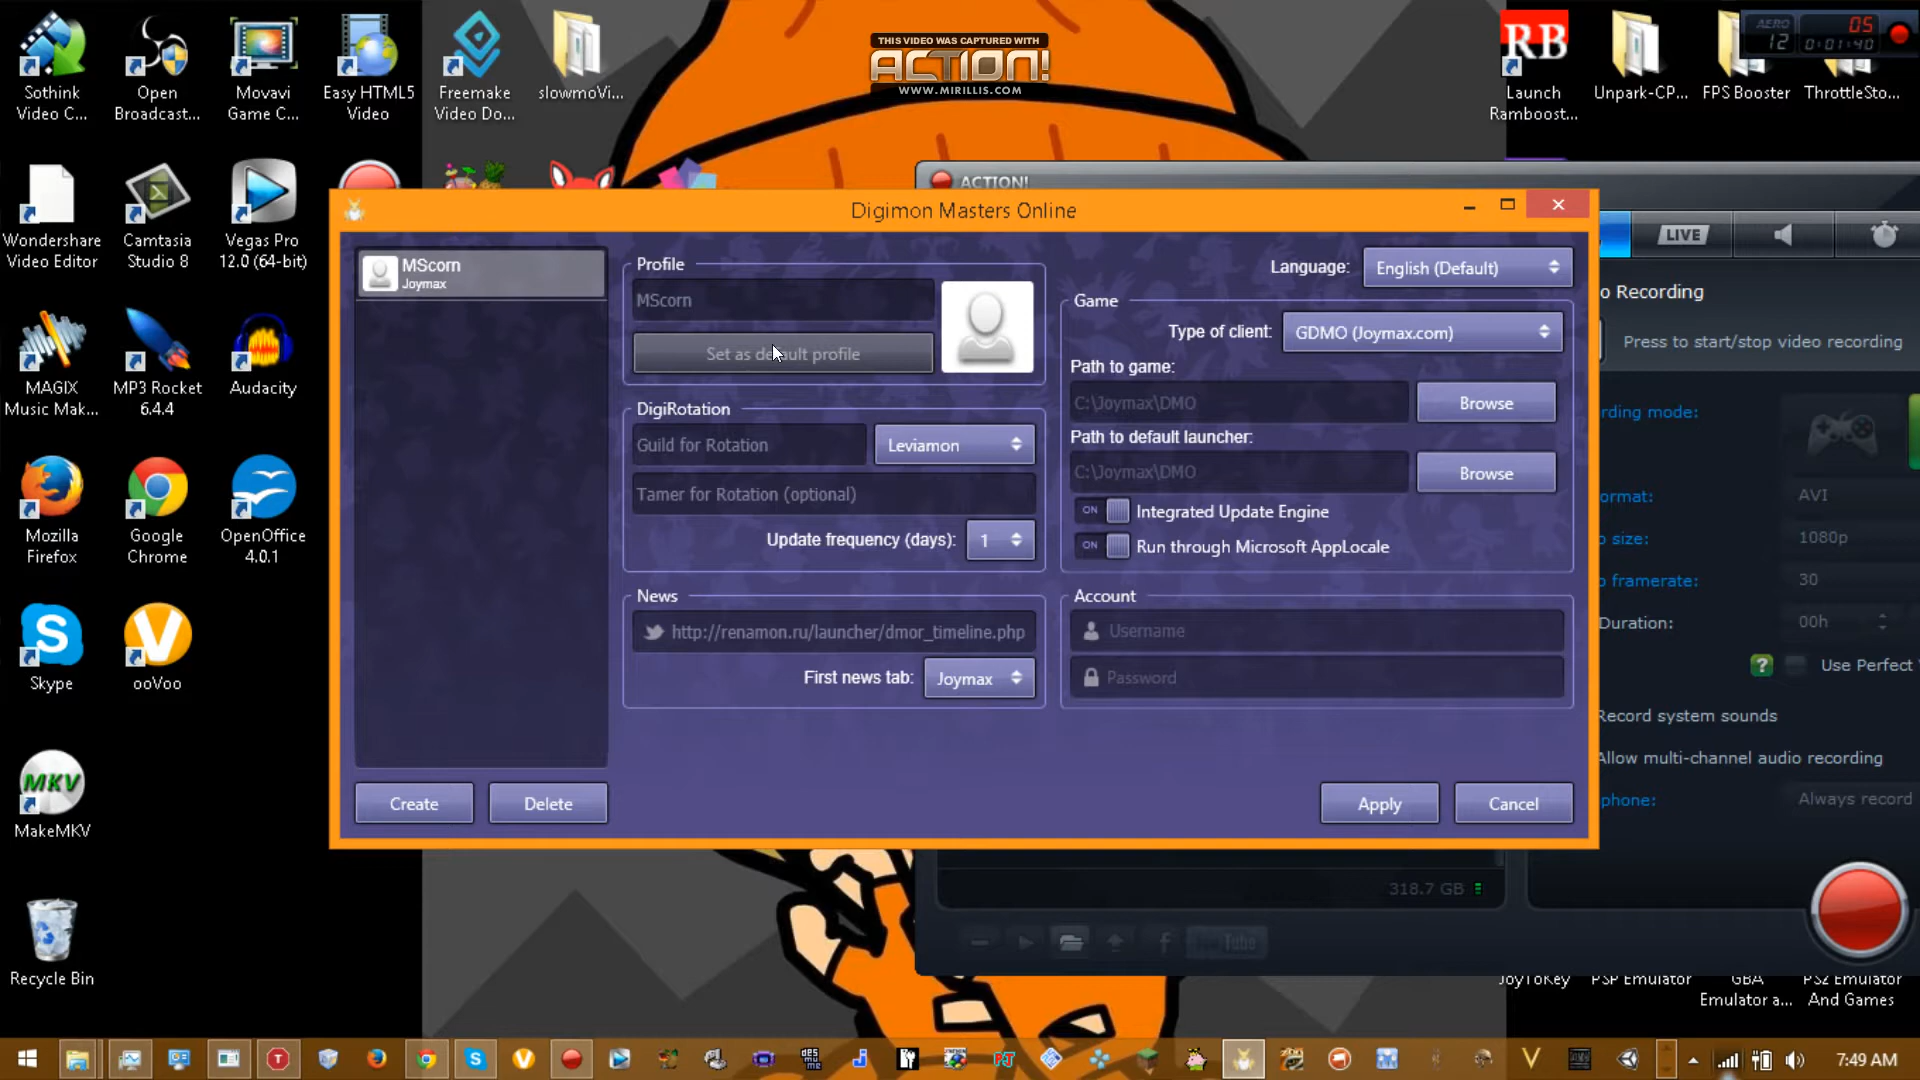 Sothink
Video C...
Open
Broadcast...
Movavi
Game C...
Easy HTML5
Video
Freemake
Video Do...
slowmoVi...
THIS VIDEO WAS CAPTURED WITH
ACTION!
WWW.MIRILLIS.COM
RB
Launch
Ramboost...
Unpark-CP...
FPS Booster
ThrottleSto...
AERO
12
05
0:01:40
Wondershare
Video Editor
Camtasia
Studio 8
Vegas Pro
12.0 (64-bit)
MAGIX
Music Mak...
MP3 Rocket
6.4.4
Audacity
Mozilla
Firefox
Google
Chrome
OpenOffice
4.0.1
Skype
ooVoo
MKV
MakeMKV
Recycle Bin
ACTION!
Digimon Masters Online
MScorn
Joymax
Profile
MScorn
Set as default profile
DigiRotation
Guild for Rotation
Leviamon
Tamer for Rotation (optional)
Update frequency (days):
1
News
http://renamon.ru/launcher/dmor_timeline.php
First news tab:
Joymax
Language:
English (Default)
Game
Type of client:
GDMO (Joymax.com)
Path to game:
C:\Joymax\DMO
Browse
Path to default launcher:
C:\Joymax\DMO
Browse
ON
Integrated Update Engine
ON
Run through Microsoft AppLocale
Account
Username
Password
Create
Delete
Apply
Cancel
LIVE
o Recording
Press to start/stop video recording
rding mode:
ormat:
AVI
o size:
1080p
o framerate:
30
Duration:
00h
?
Use Perfect
Record system sounds
Allow multi-channel audio recording
phone:
Always record
318.7 GB
Tube
JoyToKey
PSP Emulator
GBA
Emulator a...
PS2 Emulator
And Games
7:49 AM